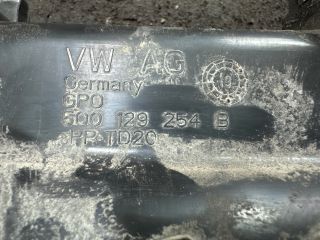 VW AG
Germany
GPO
5Q0 129 254 B
PP-TD20